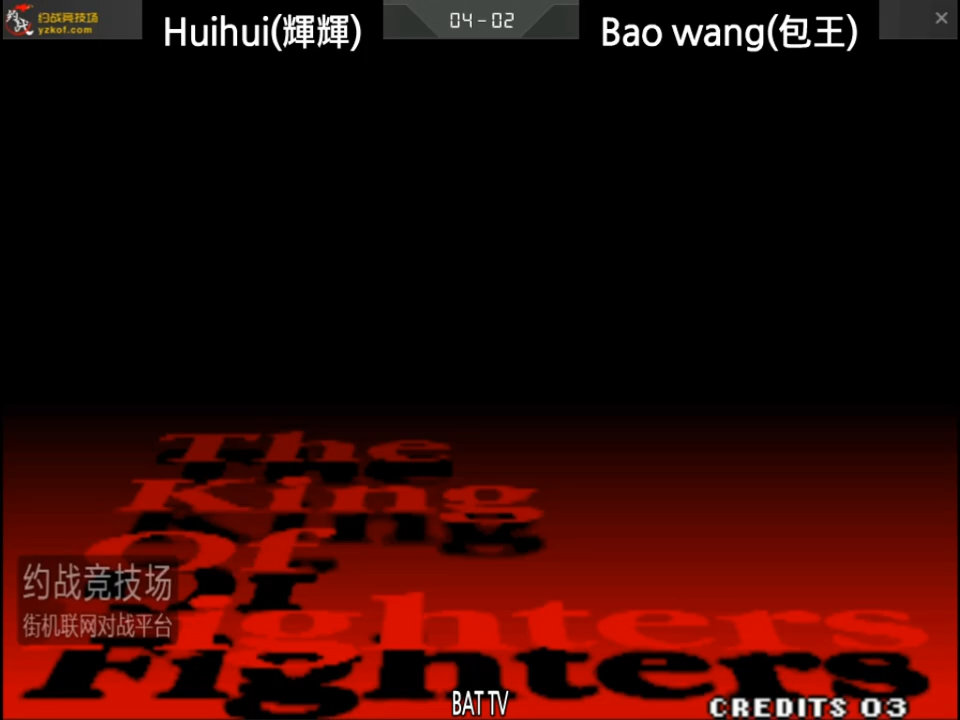 约战竞技场
yzkof.com
Huihui(輝輝)
04-02
Bao wang(包王)
The
King
Of
Fighters
约战竞技场
街机联网对战平台
BAT TV
CREDITS 03